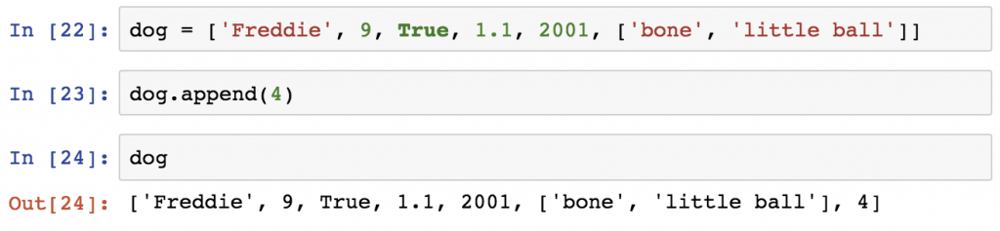 In [22]: dog = ['Freddie', 9, True, 1.1, 2001, ['bone', 'little ball']]
In [23]: dog.append(4)
In [24]: dog
Out[24]: ['Freddie', 9, True, 1.1, 2001, ['bone', 'little ball'], 4]